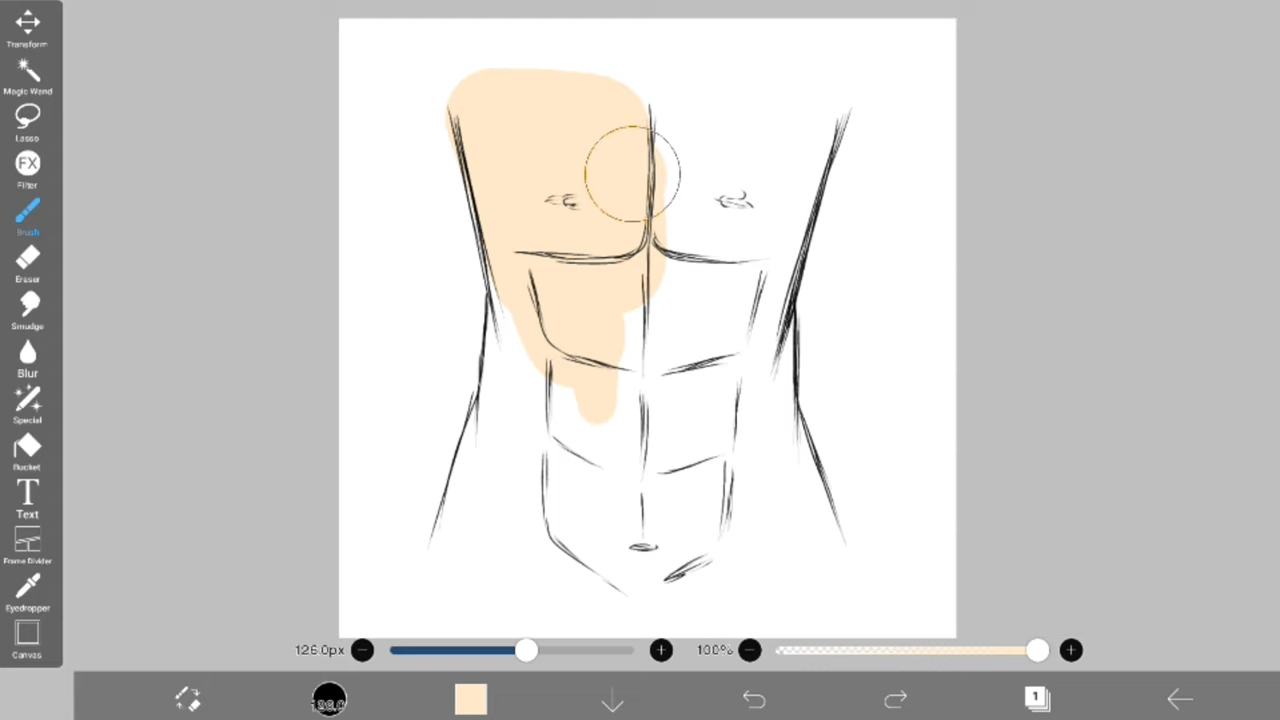 Transform
Magic Wand
Lasso
FX
Filter
Brush
Eraser
Smudge
Blur
Special
Bucket
T
Text
Frame Divider
Eyedropper
Canvas
126.0px
100%
1